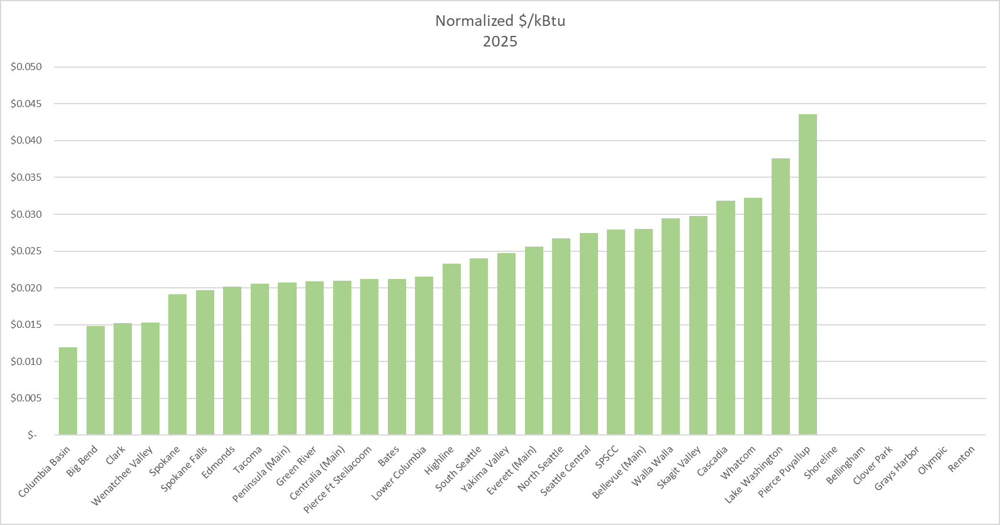 Normalized $/kBtu
2025
$0.050
$0.045
$0.040
$0.035
$0.030
$0.025
$0.020
$0.015
$0.010
$0.005
$-
Columbia Basin
Big Bend
Clark
Wenatchee Valley
Spokane
Spokane Falls
Edmonds
Tacoma
Peninsula (Main)
Green River
Centralia (Main)
Pierce Ft Steilacoom
Bates
Lower Columbia
Highline
South Seattle
Yakima Valley
Everett (Main)
North Seattle
Seattle Central
SPSCC
Bellevue (Main)
Walla Walla
Skagit Valley
Cascadia
Whatcom
Lake Washington
Pierce Puyallup
Shoreline
Bellingham
Clover Park
Grays Harbor
Olympic
Renton